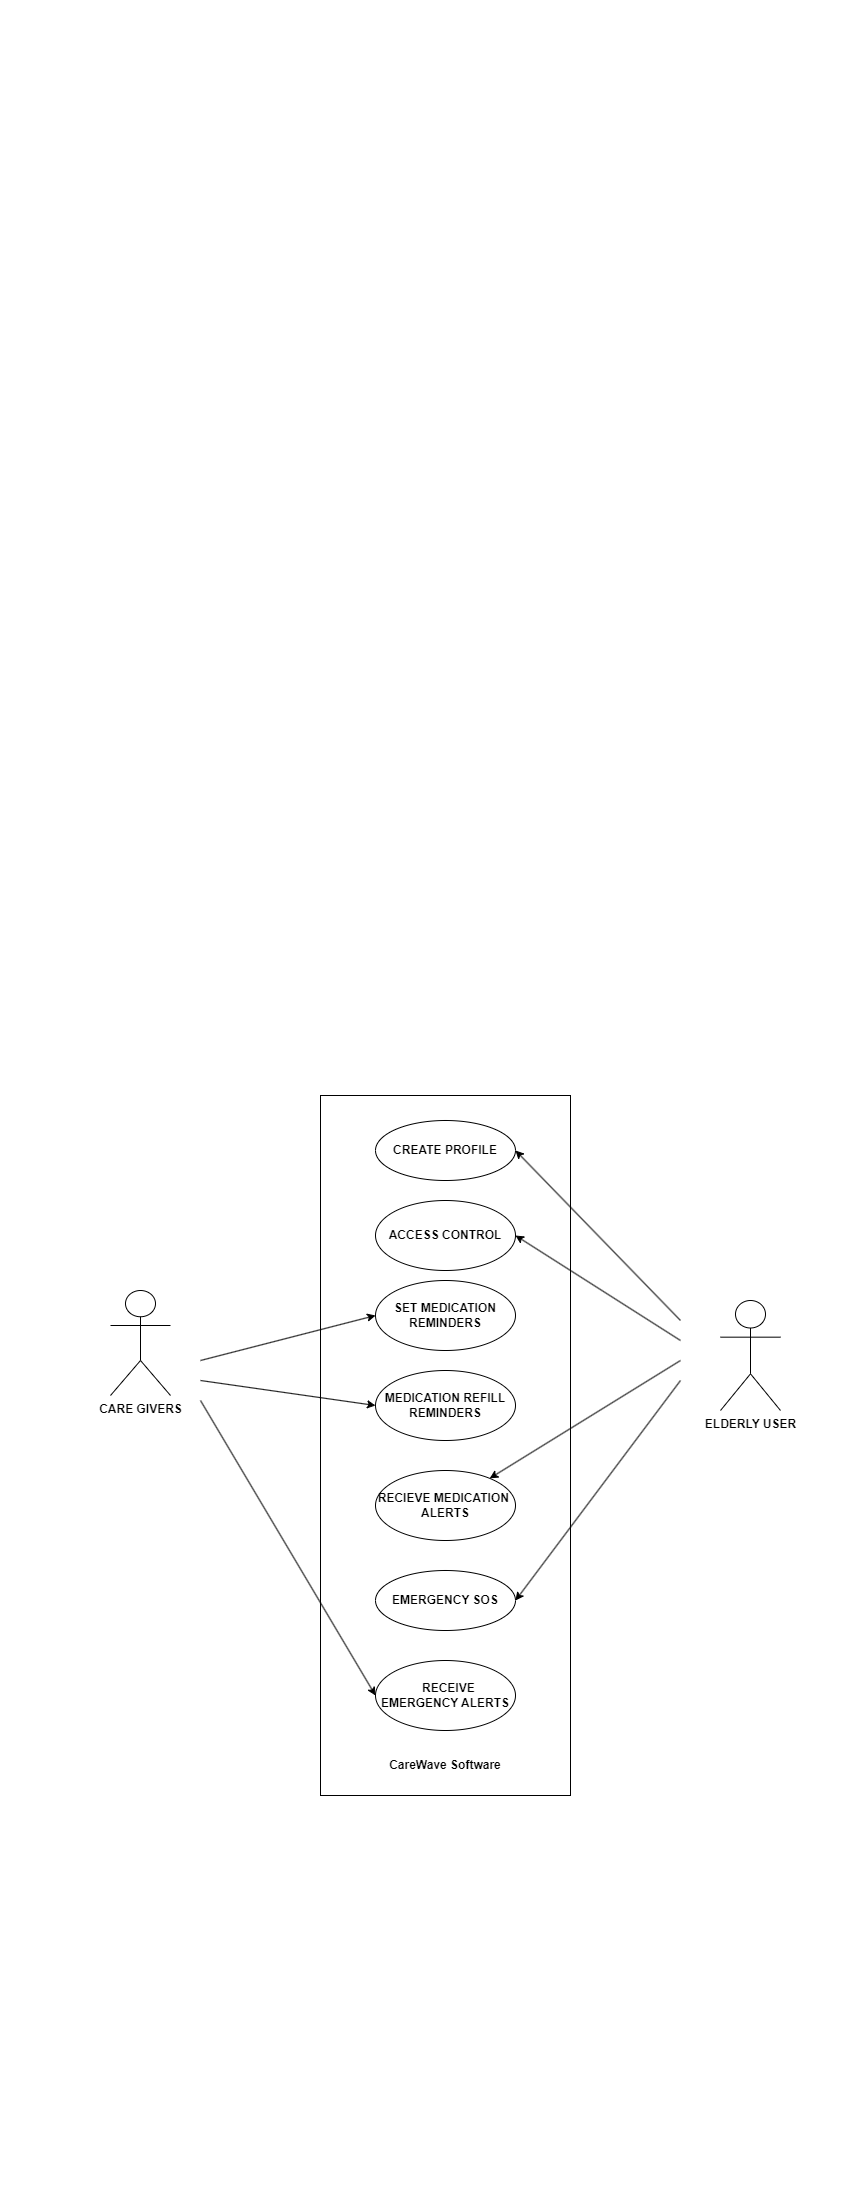 CREATE PROFILE
ACCESS CONTROL
SET MEDICATION
REMINDERS
MEDICATION REFILL
REMINDERS
CARE GIVERS
ELDERLY USER
RECIEVE MEDICATION
ALERTS
EMERGENCY SOS
RECEIVE
EMERGENCY ALERTS
CareWave Software